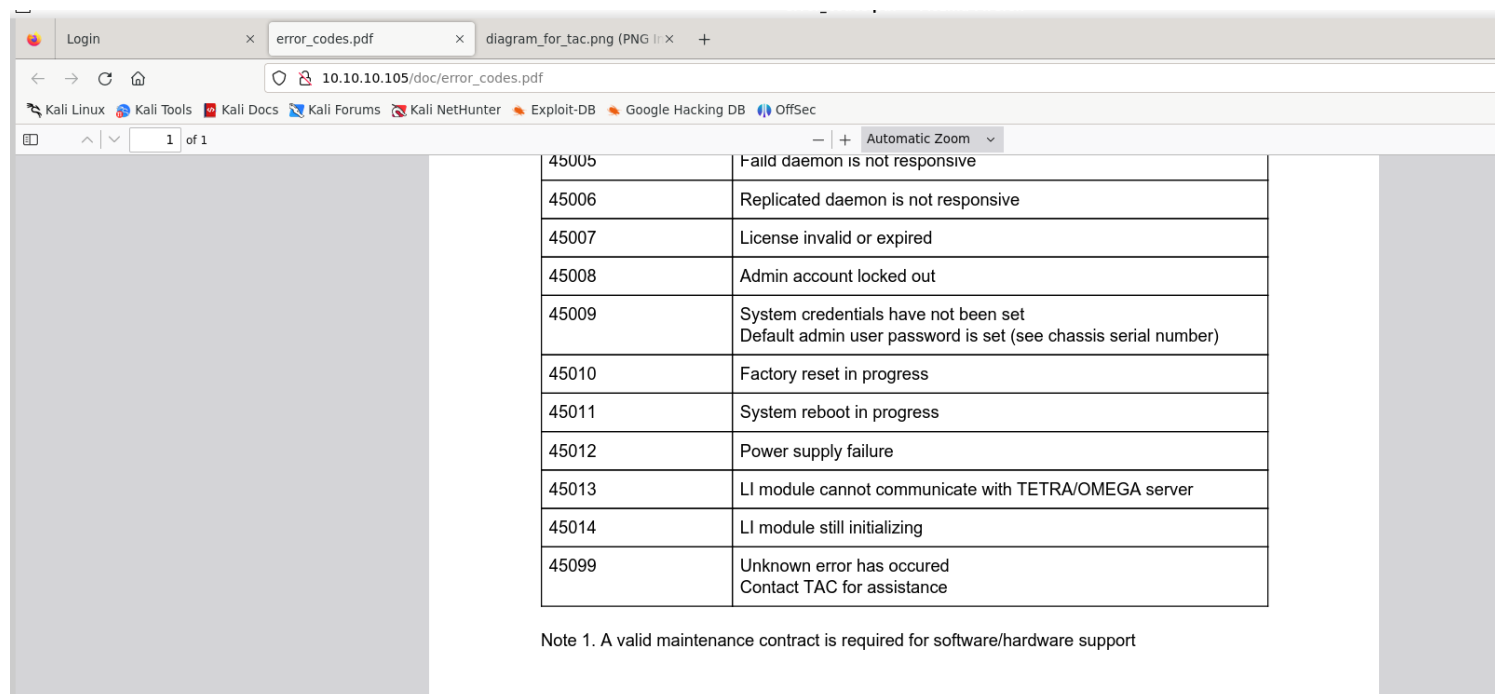 Login
error_codes.pdf
diagram_for_tac.png (PNG I
10.10.10.105/doc/error_codes.pdf
Kali Linux Kali Tools Kali Docs Kali Forums Kali NetHunter Exploit-DB Google Hacking DB OffSec
1 of 1
Automatic Zoom
45005 Faild daemon is not responsive
45006 Replicated daemon is not responsive
45007 License invalid or expired
45008 Admin account locked out
45009 System credentials have not been set
Default admin user password is set (see chassis serial number)
45010 Factory reset in progress
45011 System reboot in progress
45012 Power supply failure
45013 LI module cannot communicate with TETRA/OMEGA server
45014 LI module still initializing
45099 Unknown error has occured
Contact TAC for assistance
Note 1. A valid maintenance contract is required for software/hardware support